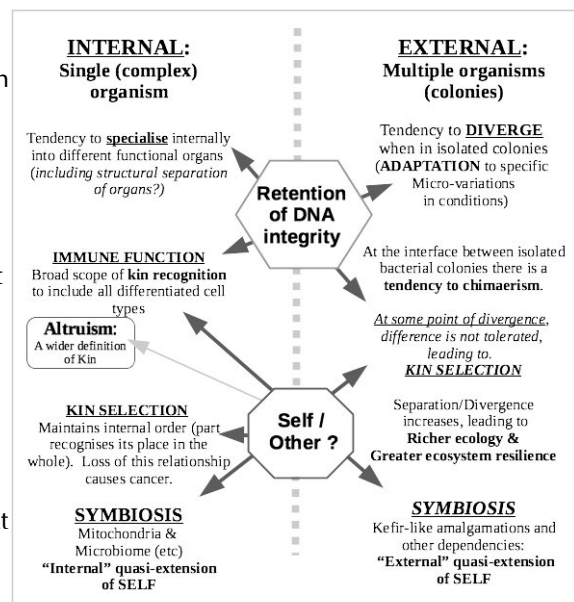 INTERNAL:
Single (complex)
organism
Tendency to specialise internally
into different functional organs
(including structural separation
of organs?)
IMMUNE FUNCTION
Broad scope of kin recognition
to include all differentiated cell
types
Altruism:
A wider definition
of Kin
KIN SELECTION
Maintains internal order (part
recognises its place in the
whole). Loss of this relationship
causes cancer.
SYMBIOSIS
Mitochondria &
Microbiome (etc)
“Internal” quasi-extension
of SELF
Retention
of DNA
integrity
Self /
Other ?
EXTERNAL:
Multiple organisms
(colonies)
Tendency to DIVERGE
when in isolated colonies
(ADAPTATION to specific
Micro-variations
in conditions)
At the interface between isolated
bacterial colonies there is a
tendency to chimaerism.
At some point of divergence,
difference is not tolerated,
leading to.
KIN SELECTION
Separation/Divergence
increases, leading to
Richer ecology &
Greater ecosystem resilience
SYMBIOSIS
Kefir-like amalgamations and
other dependencies:
“External” quasi-extension
of SELF